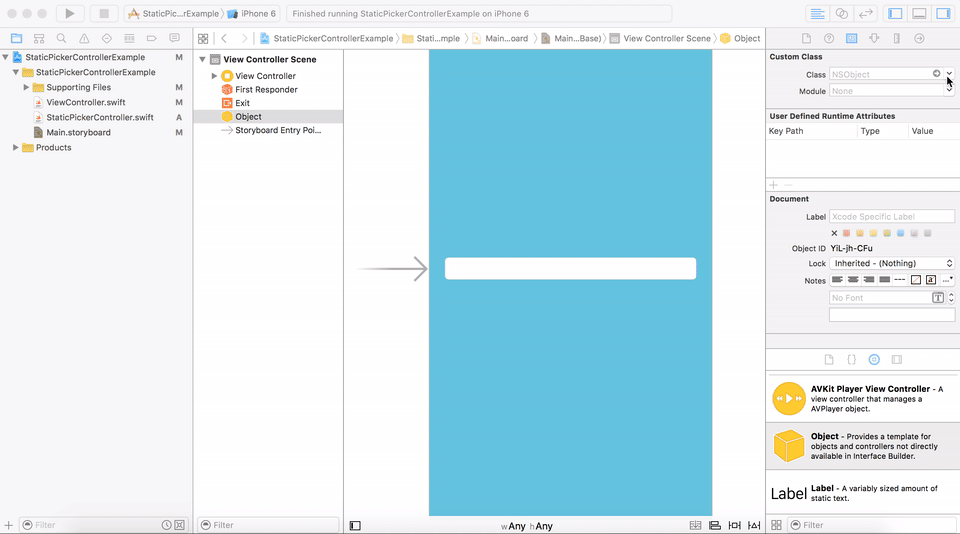 StaticPic...rExample
iPhone 6
Finished running StaticPickerControllerExample on iPhone 6
StaticPickerControllerExample M
StaticPickerControllerExample
Supporting Files M
ViewController.swift M
StaticPickerController.swift A
Main.storyboard M
Products
StaticPickerControllerExample
Stati...mple
Main...oard
Main...Base)
View Controller Scene
Object
View Controller Scene
View Controller
First Responder
Exit
Object
Storyboard Entry Poi...
Custom Class
Class NSObject
Module None
User Defined Runtime Attributes
Key Path Type Value
Document
Label Xcode Specific Label
Object ID YiL-jh-CFu
Lock Inherited - (Nothing)
Notes
No Font
AVKit Player View Controller - A
view controller that manages a
AVPlayer object.
Object - Provides a template for
objects and controllers not directly
available in Interface Builder.
Label
Label - A variably sized amount of
static text.
Filter
Filter
wAny hAny
Filter